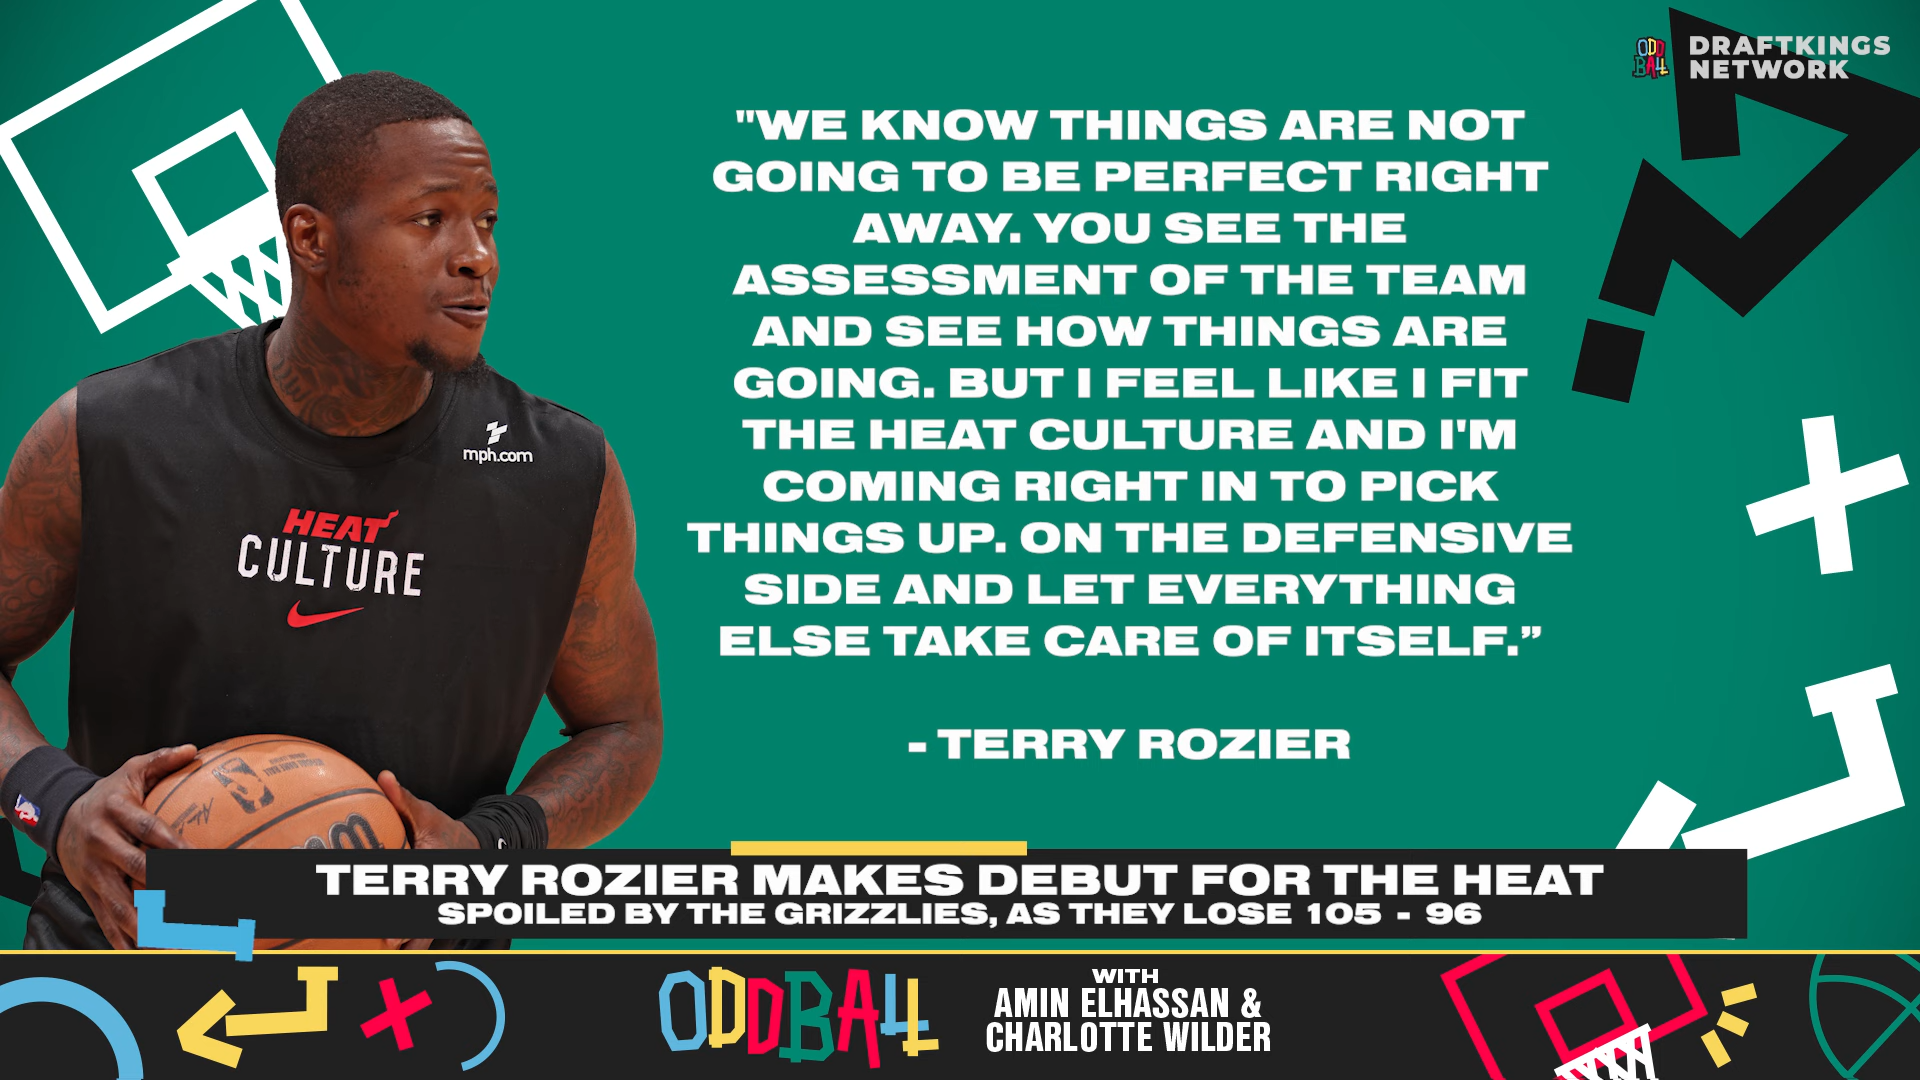 ODD
BALL
DRAFTKINGS
NETWORK
"WE KNOW THINGS ARE NOT
GOING TO BE PERFECT RIGHT
AWAY. YOU SEE THE
ASSESSMENT OF THE TEAM
AND SEE HOW THINGS ARE
GOING. BUT I FEEL LIKE I FIT
THE HEAT CULTURE AND I'M
COMING RIGHT IN TO PICK
THINGS UP. ON THE DEFENSIVE
SIDE AND LET EVERYTHING
ELSE TAKE CARE OF ITSELF.”
- TERRY ROZIER
mph.com
HEAT
CULTURE
TERRY ROZIER MAKES DEBUT FOR THE HEAT
SPOILED BY THE GRIZZLIES, AS THEY LOSE 105 - 96
ODDBALL
WITH
AMIN ELHASSAN &
CHARLOTTE WILDER